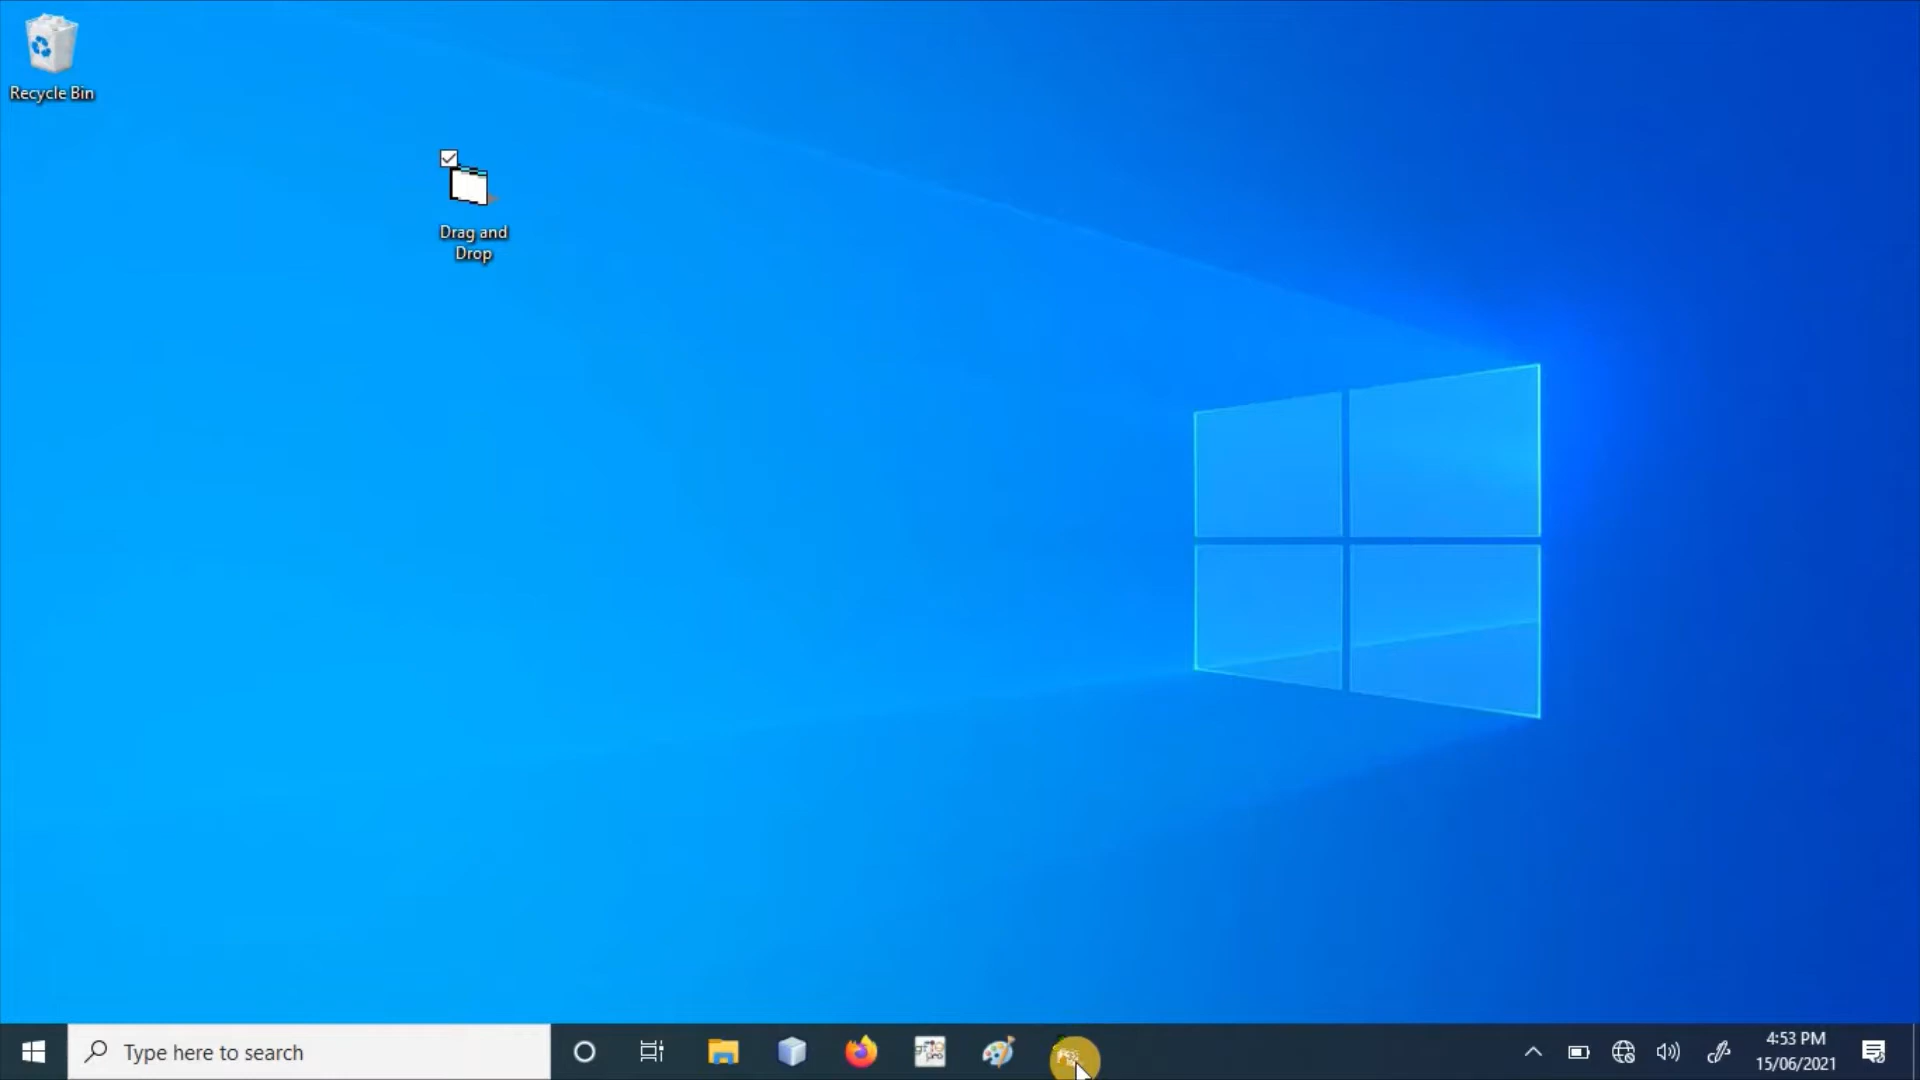 Recycle Bin
Drag and
Drop
Type here to search
4:53 PM
15/06/2021